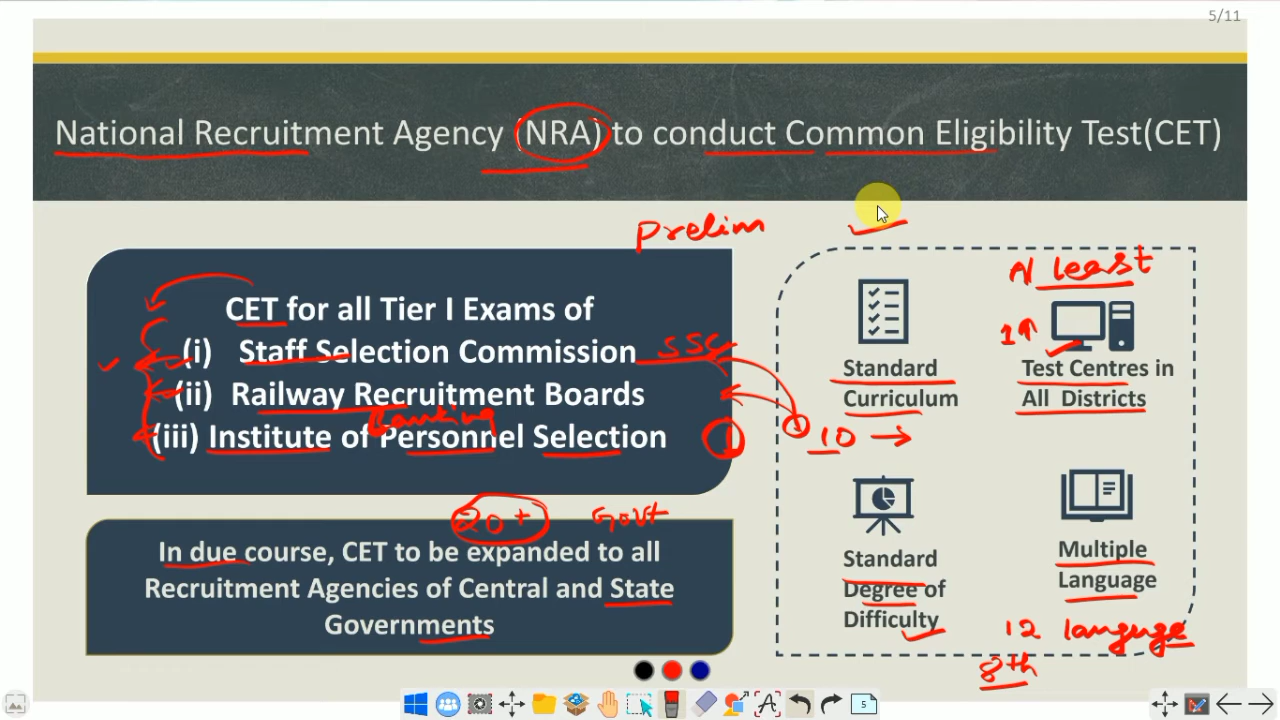 5/11
National Recruitment Agency (NRA) to conduct Common Eligibility Test(CET)
Prelim
CET for all Tier I Exams of
(i) Staff Selection Commission SSC
(ii) Railway Recruitment Boards
Banking
(iii) Institute of Personnel Selection 1
1 10 →
20+ Govt
In due course, CET to be expanded to all
Recruitment Agencies of Central and State
Governments
Standard
Curriculum
At least
1
Test Centres in
All Districts
Standard
Degree of
Difficulty
Multiple
Language
12 language
8th
5